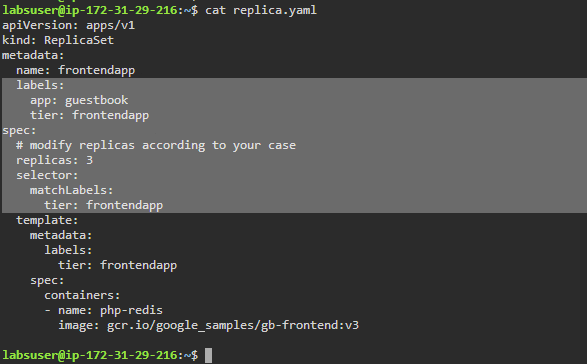 labsuser@ip-172-31-29-216:~$ cat replica.yaml
apiVersion: apps/v1
kind: ReplicaSet
metadata:
  name: frontendapp
  labels:
    app: guestbook
    tier: frontendapp
spec:
  # modify replicas according to your case
  replicas: 3
  selector:
    matchLabels:
      tier: frontendapp
  template:
    metadata:
      labels:
        tier: frontendapp
    spec:
      containers:
      - name: php-redis
        image: gcr.io/google_samples/gb-frontend:v3
labsuser@ip-172-31-29-216:~$